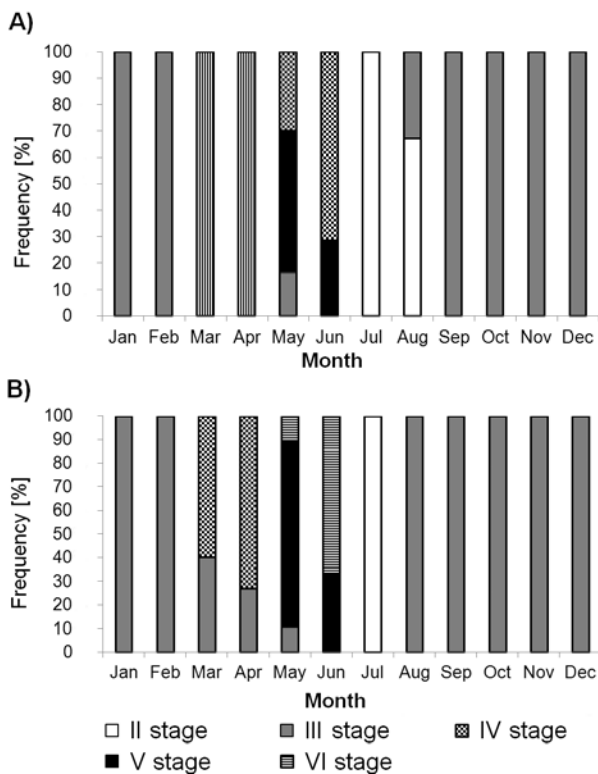 A)
Frequency [%]
100
90
80
70
60
50
40
30
20
10
0
Jan Feb Mar Apr May Jun Jul Aug Sep Oct Nov Dec
Month
B)
Frequency [%]
100
90
80
70
60
50
40
30
20
10
0
Jan Feb Mar Apr May Jun Jul Aug Sep Oct Nov Dec
Month
II stage III stage IV stage
V stage VI stage